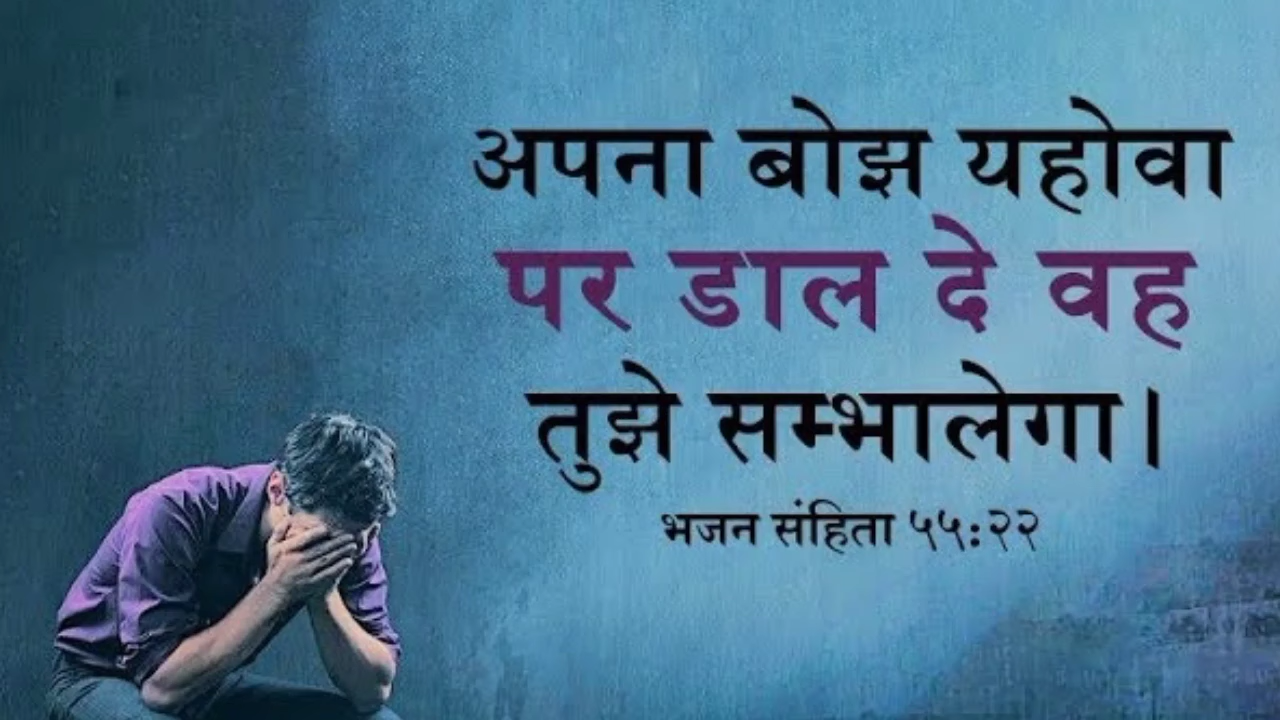 अपना बोझ यहोवा
पर डाल दे वह
तुझे सम्भालेगा।
भजन संहिता ५५:२२